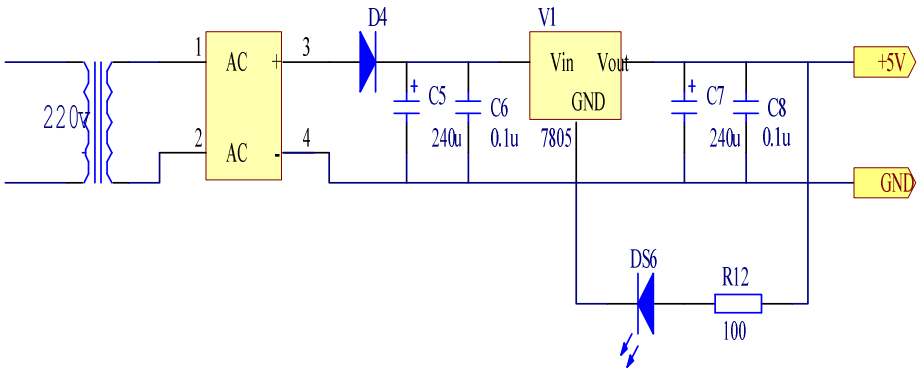 D4
V1
1
AC
+
3
Vin
Vout
+5V
220v
+
C5
C6
240u
0.1u
GND
7805
+
C7
C8
240u
0.1u
2
AC
-
4
GND
DS6
R12
100